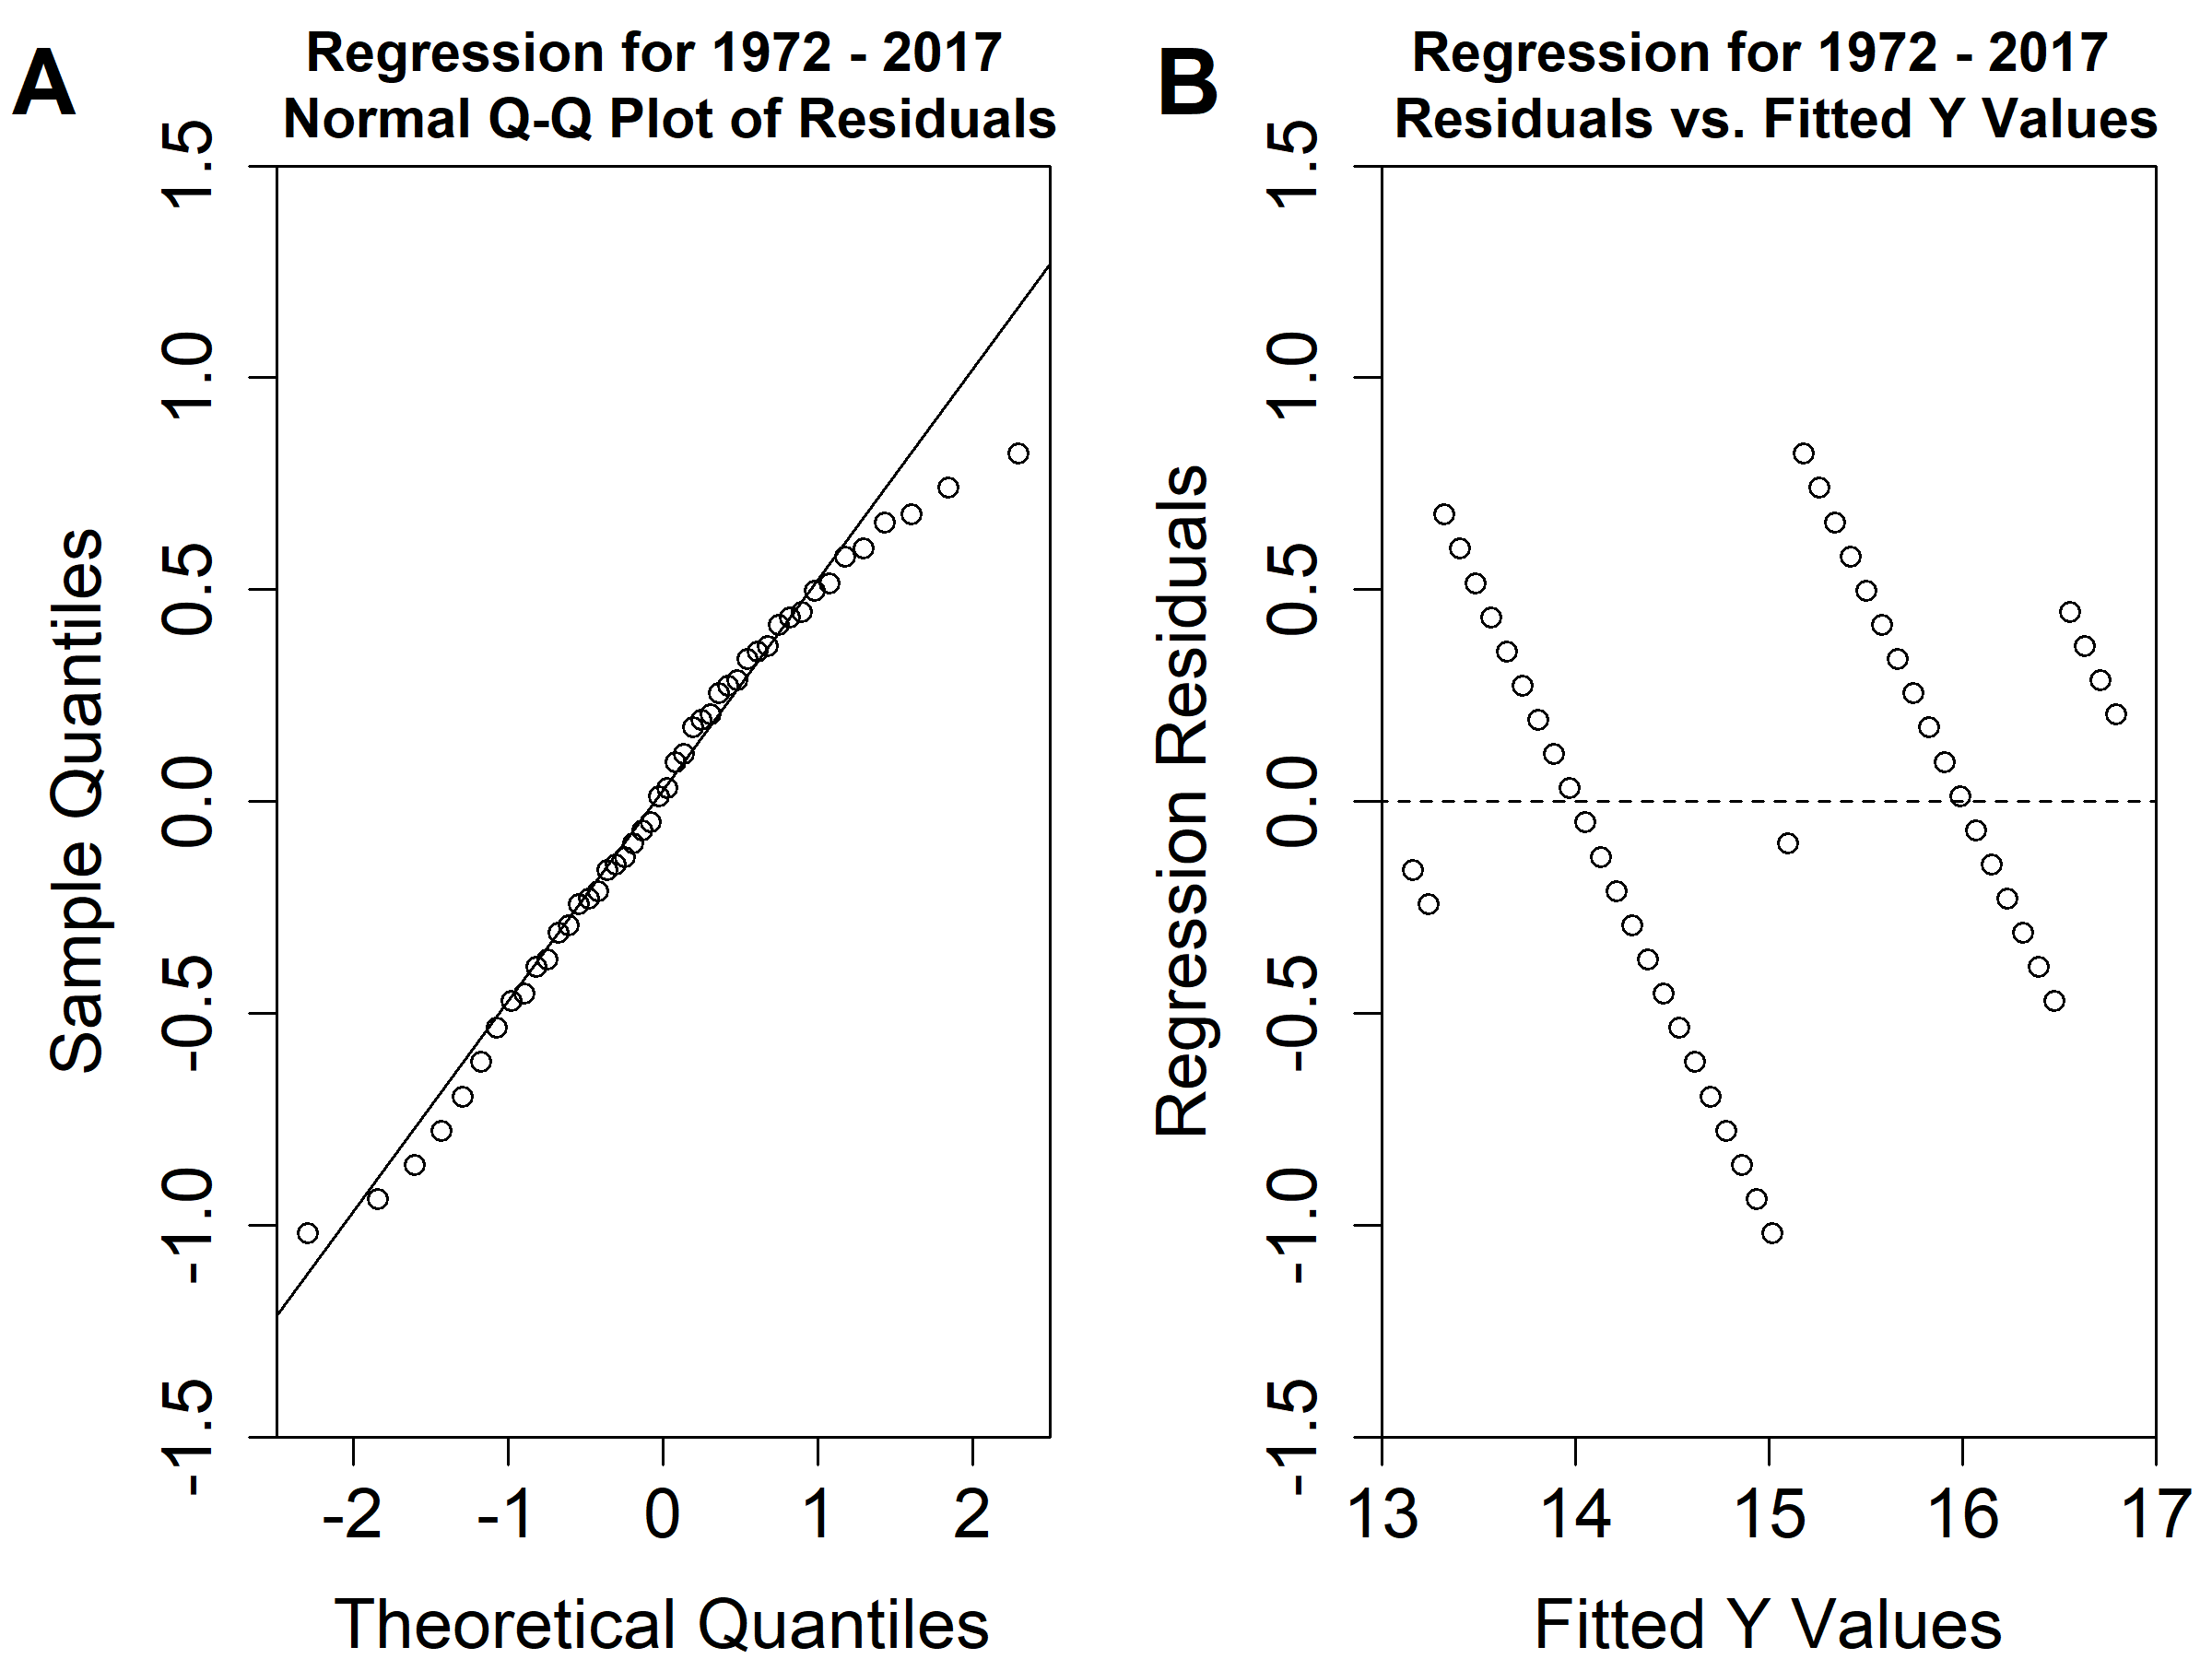 A
Regression for 1972 - 2017
Normal Q-Q Plot of Residuals
1.5
1.0
0.5
0.0
-0.5
-1.0
-1.5
Sample Quantiles
-2 -1 0 1 2
Theoretical Quantiles
B
Regression for 1972 - 2017
Residuals vs. Fitted Y Values
1.5
1.0
0.5
0.0
-0.5
-1.0
-1.5
Regression Residuals
13 14 15 16 17
Fitted Y Values